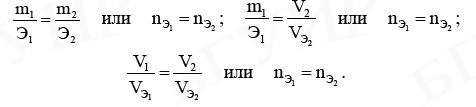 m₁/Э₁ = m₂/Э₂ или nЭ₁ = nЭ₂ ; m₁/Э₁ = V₂/VЭ₂ или nЭ₁ = nЭ₂ ;
V₁/VЭ₁ = V₂/VЭ₂ или nЭ₁ = nЭ₂ .